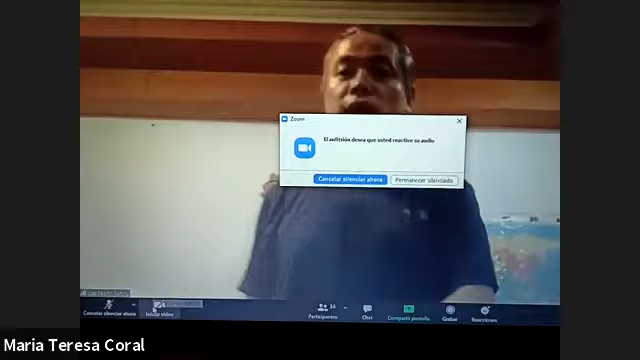 Zoom
El anfitrión desea que usted reactive su audio
Cancelar silenciar ahora
Permanecer silenciado
Cancelar silenciar ahora
Iniciar video
Participantes
16
Chat
Compartir pantalla
Grabar
Reacciones
Maria Teresa Coral